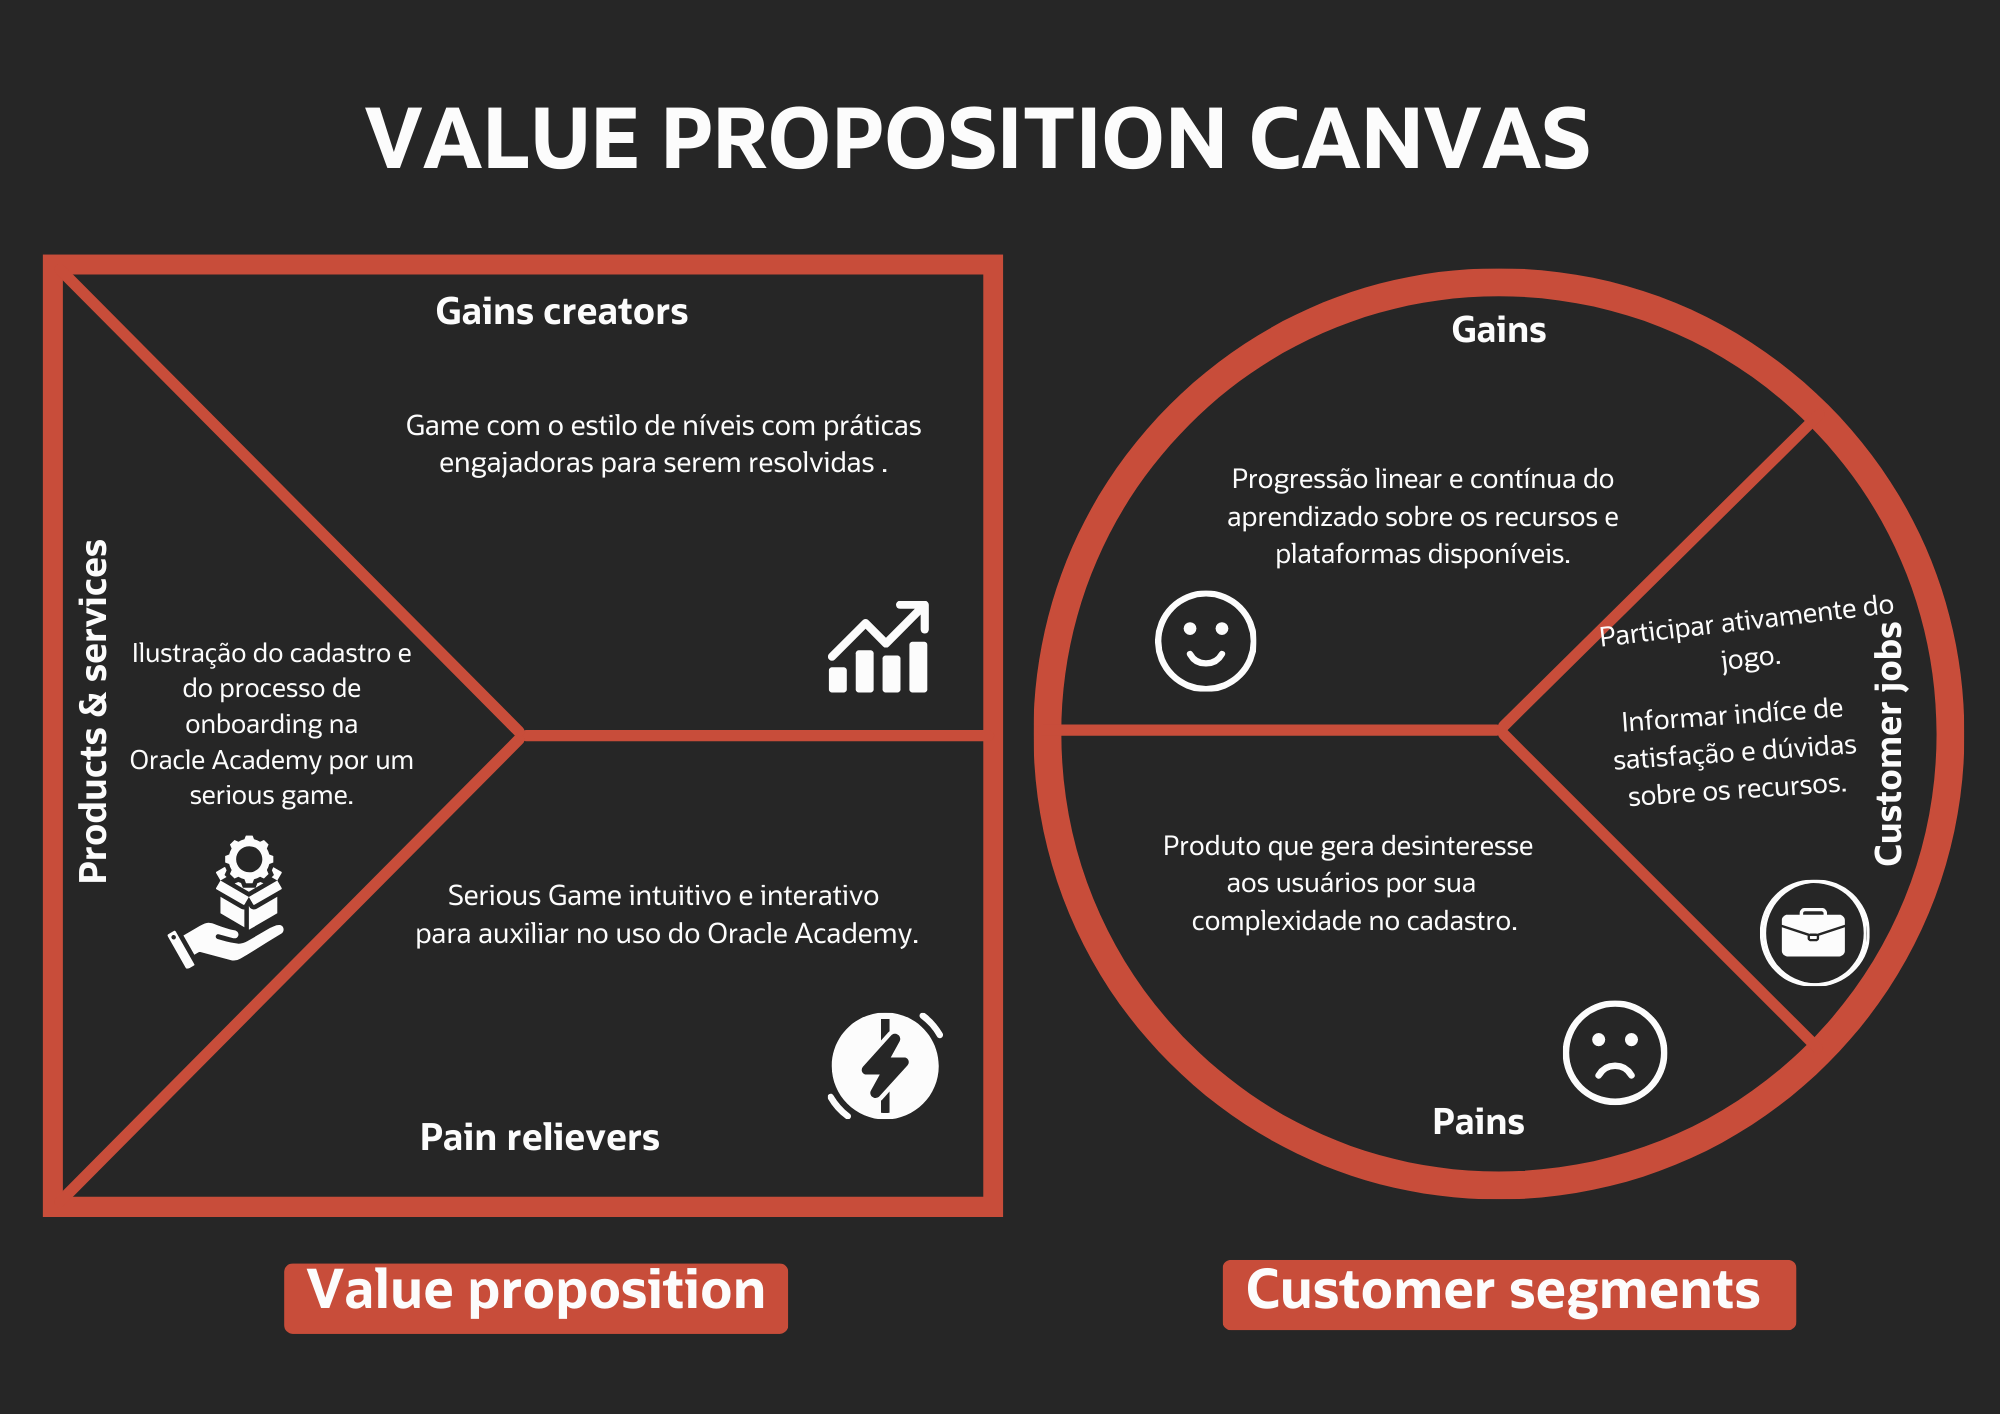 VALUE PROPOSITION CANVAS
Gains creators
Game com o estilo de níveis com práticas
engajadoras para serem resolvidas .
Products & services
Ilustração do cadastro e
do processo de
onboarding na
Oracle Academy por um
serious game.
Serious Game intuitivo e interativo
para auxiliar no uso do Oracle Academy.
Pain relievers
Value proposition
Gains
Progressão linear e contínua do
aprendizado sobre os recursos e
plataformas disponíveis.
Participar ativamente do
jogo.
Informar indíce de
satisfação e dúvidas
sobre os recursos.
Customer jobs
Produto que gera desinteresse
aos usuários por sua
complexidade no cadastro.
Pains
Customer segments